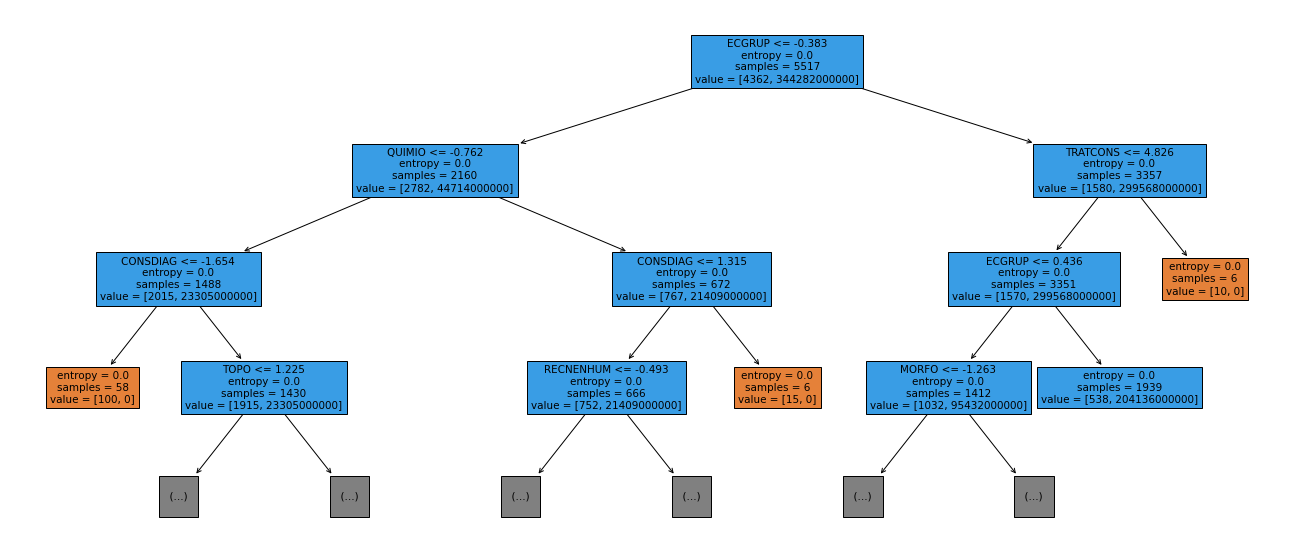 ECGRUP <= -0.383
entropy = 0.0
samples = 5517
value = [4362, 344282000000]
QUIMIO <= -0.762
entropy = 0.0
samples = 2160
value = [2782, 44714000000]
TRATCONS <= 4.826
entropy = 0.0
samples = 3357
value = [1580, 299568000000]
CONSDIAG <= -1.654
entropy = 0.0
samples = 1488
value = [2015, 23305000000]
CONSDIAG <= 1.315
entropy = 0.0
samples = 672
value = [767, 21409000000]
ECGRUP <= 0.436
entropy = 0.0
samples = 3351
value = [1570, 299568000000]
entropy = 0.0
samples = 6
value = [10, 0]
entropy = 0.0
samples = 58
value = [100, 0]
TOPO <= 1.225
entropy = 0.0
samples = 1430
value = [1915, 23305000000]
RECNENHUM <= -0.493
entropy = 0.0
samples = 666
value = [752, 21409000000]
entropy = 0.0
samples = 6
value = [15, 0]
MORFO <= -1.263
entropy = 0.0
samples = 1412
value = [1032, 95432000000]
entropy = 0.0
samples = 1939
value = [538, 204136000000]
(...)
(...)
(...)
(...)
(...)
(...)